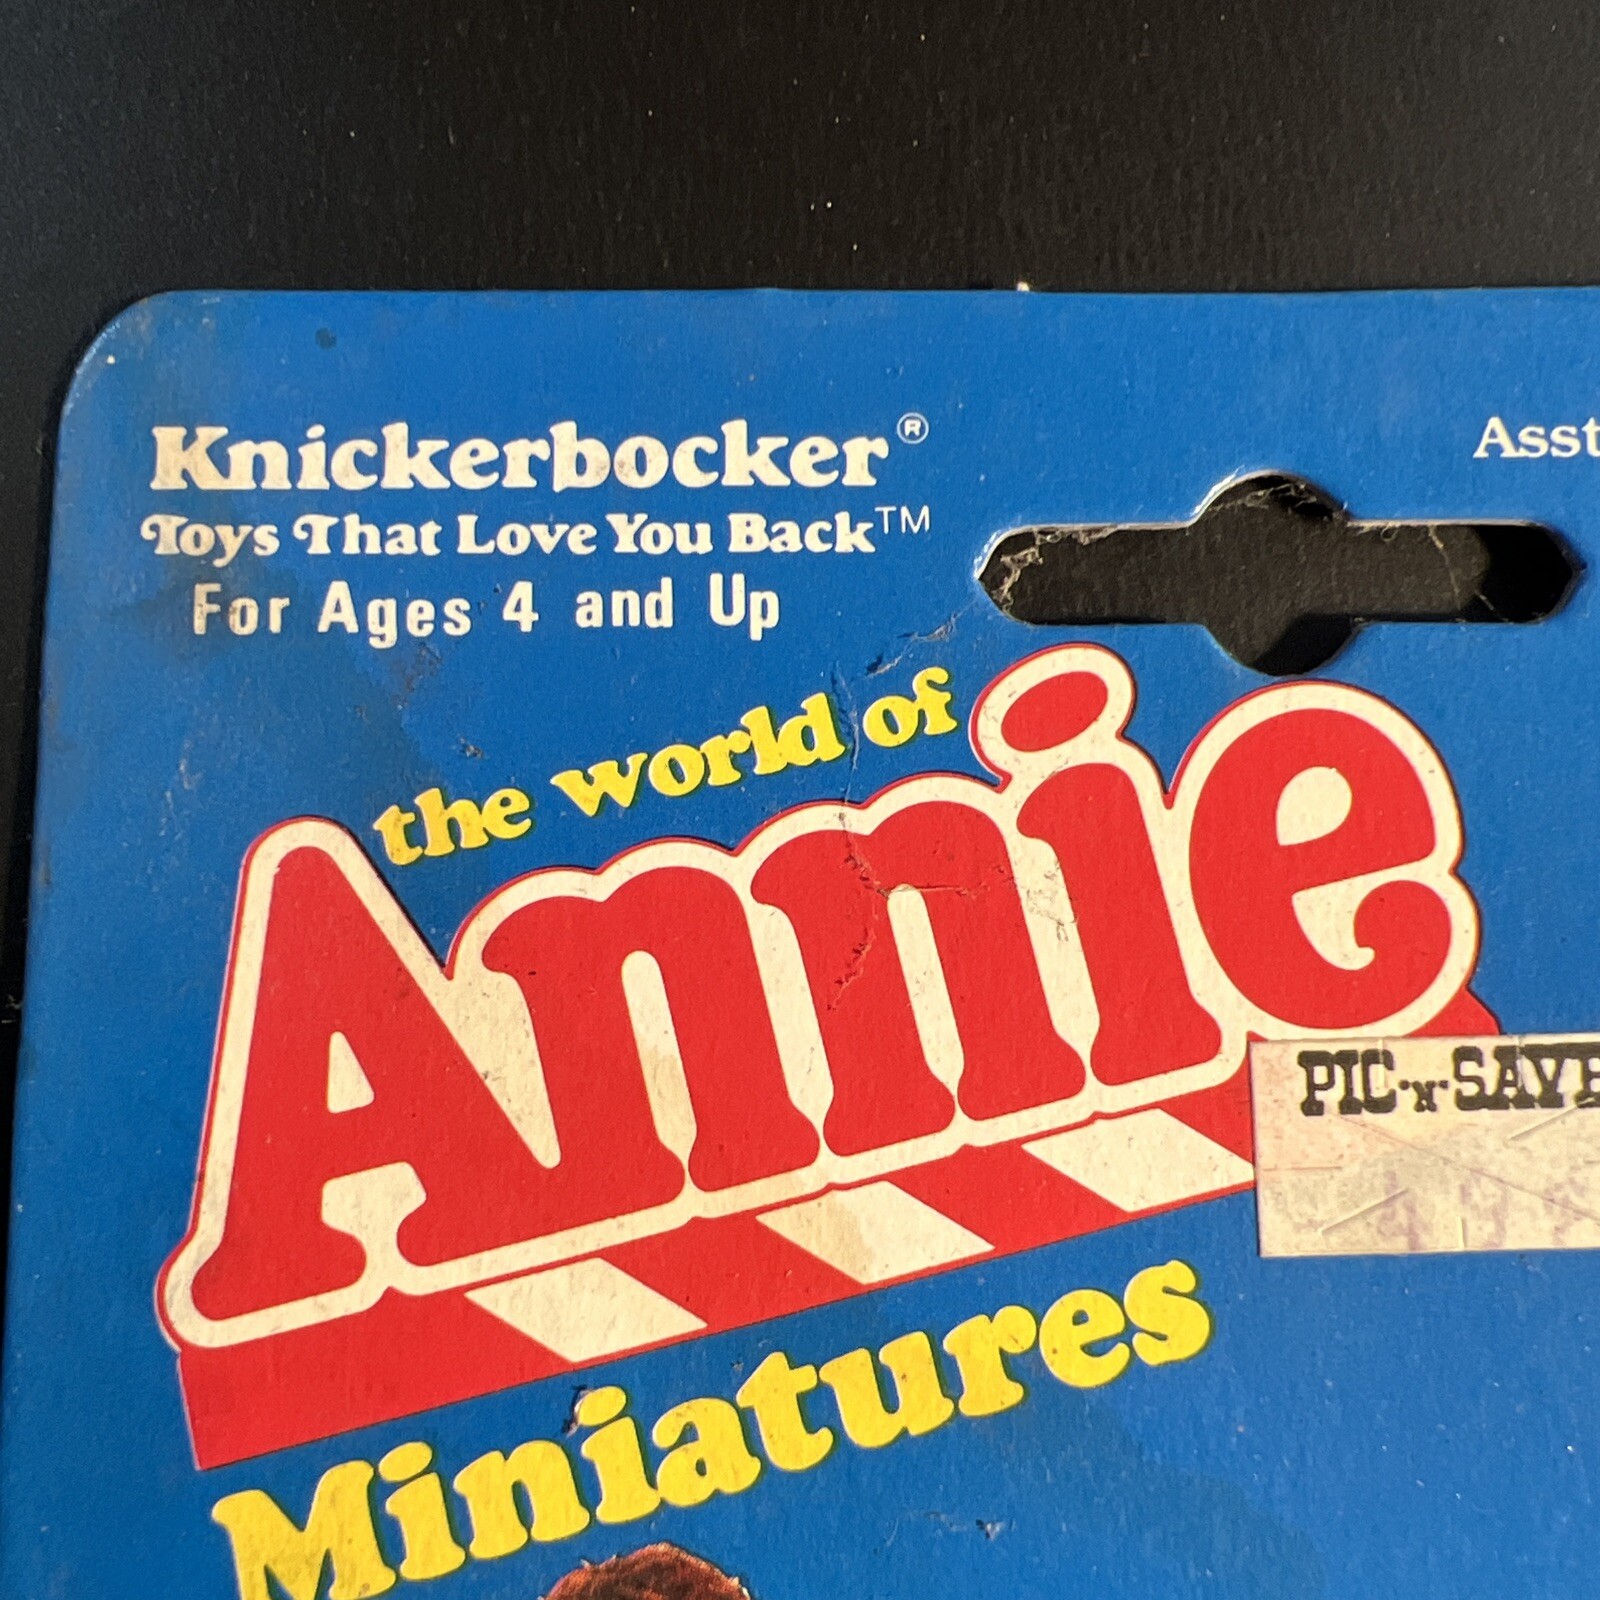 Knickerbocker®
Toys That Love You Back™
For Ages 4 and Up
Asst
the world of
Annie
PIC-'N'-SAVE
Miniatures